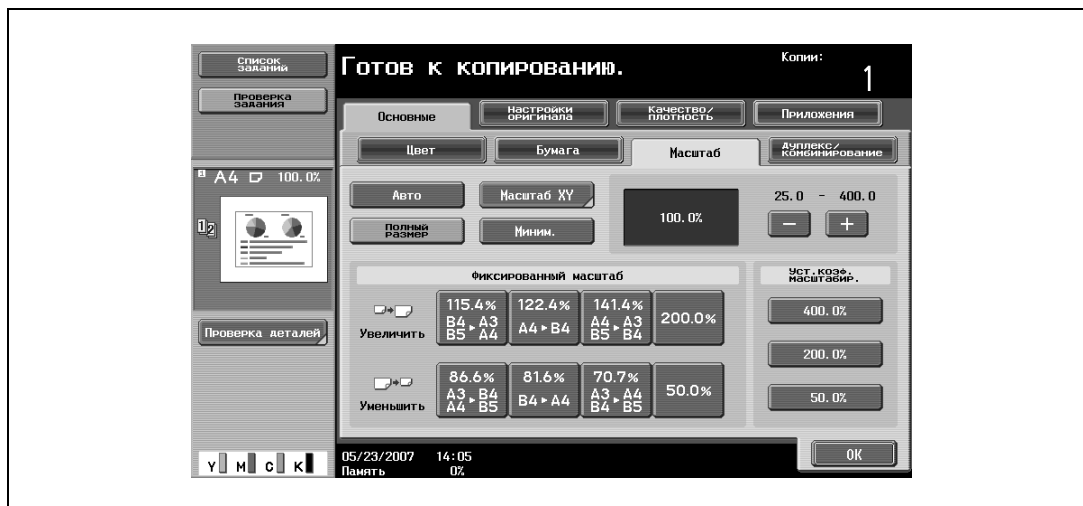 Список заданий
Проверка задания
Готов к копированию.
Копии:
1
Основные
Настройки оригинала
Качество/ плотность
Приложения
Цвет
Бумага
Масштаб
Дуплекс/ комбинирование
A4 100.0%
1 2
Проверка деталей
Авто
Масштаб XY
100.0%
25.0 - 400.0
Полный размер
Миним.
− +
Фиксированный масштаб
Уст.коэф. масштабир.
Увеличить
115.4%
B4 ▸ A3
B5 ▸ A4
122.4%
A4 ▸ B4
141.4%
A4 ▸ A3
B5 ▸ B4
200.0%
400.0%
200.0%
50.0%
Уменьшить
86.6%
A3 ▸ B4
A4 ▸ B5
81.6%
B4 ▸ A4
70.7%
A3 ▸ A4
B4 ▸ B5
50.0%
Y M C K
05/23/2007 14:05
Память 0%
OK